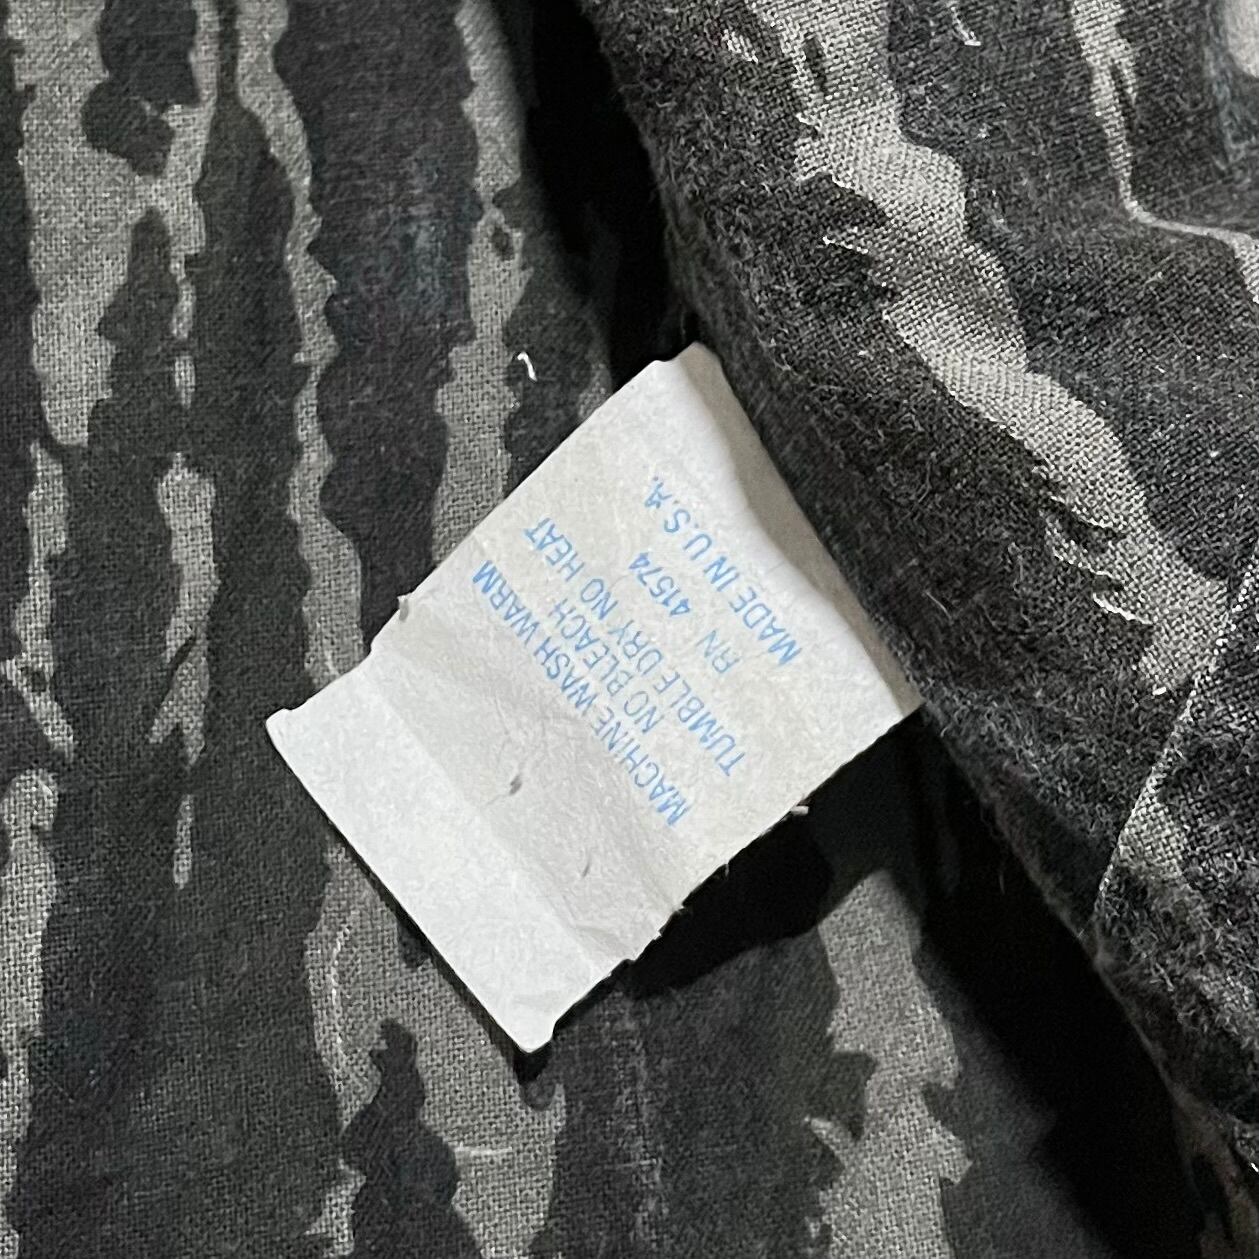 MACHINE WASH WARM
NO BLEACH
TUMBLE DRY NO HEAT
RN 41574
MADE IN U.S.A.